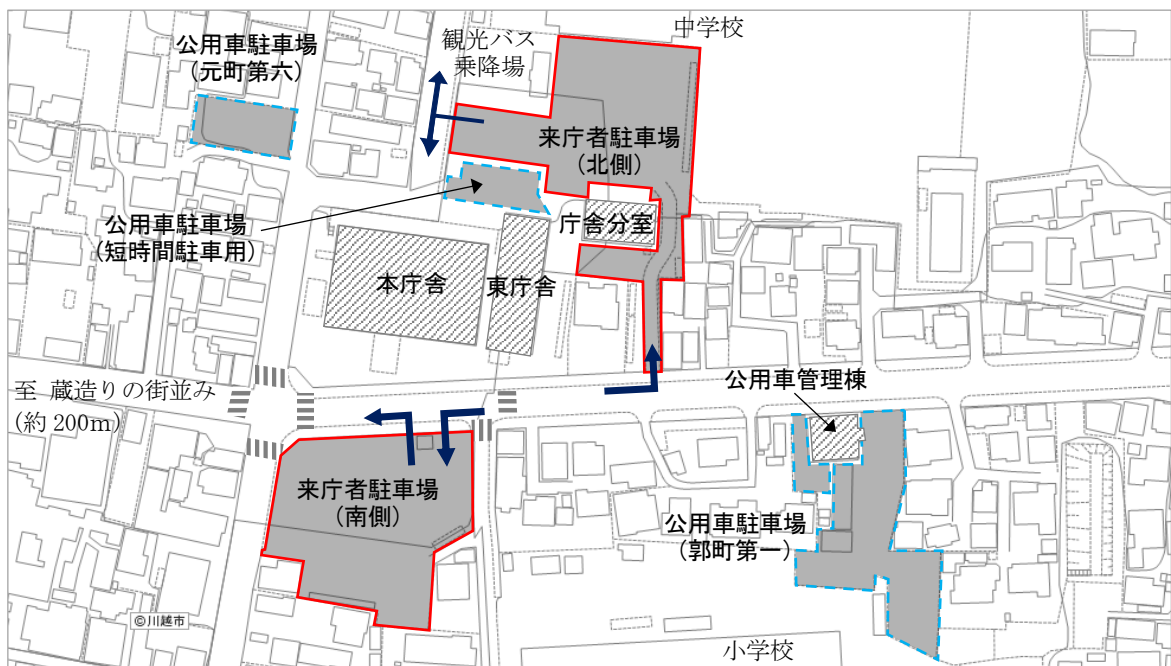 中学校
公用車駐車場
(元町第六)
観光バス
乗降場
来庁者駐車場
(北側)
公用車駐車場
(短時間駐車用)
庁舎分室
本庁舎
東庁舎
至 蔵造りの街並み
(約 200m)
公用車管理棟
来庁者駐車場
(南側)
公用車駐車場
(郭町第一)
©川越市
小学校